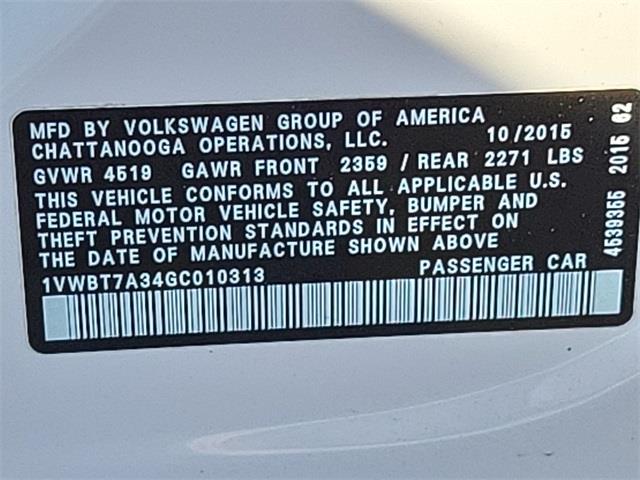 MFD BY VOLKSWAGEN GROUP OF AMERICA
CHATTANOOGA OPERATIONS, LLC. 10/2015
GVWR 4519 GAWR FRONT 2359 / REAR 2271 LBS
THIS VEHICLE CONFORMS TO ALL APPLICABLE U.S.
FEDERAL MOTOR VEHICLE SAFETY, BUMPER AND
THEFT PREVENTION STANDARDS IN EFFECT ON
THE DATE OF MANUFACTURE SHOWN ABOVE
1VWBT7A34GC010313 PASSENGER CAR
4539355 2015 62